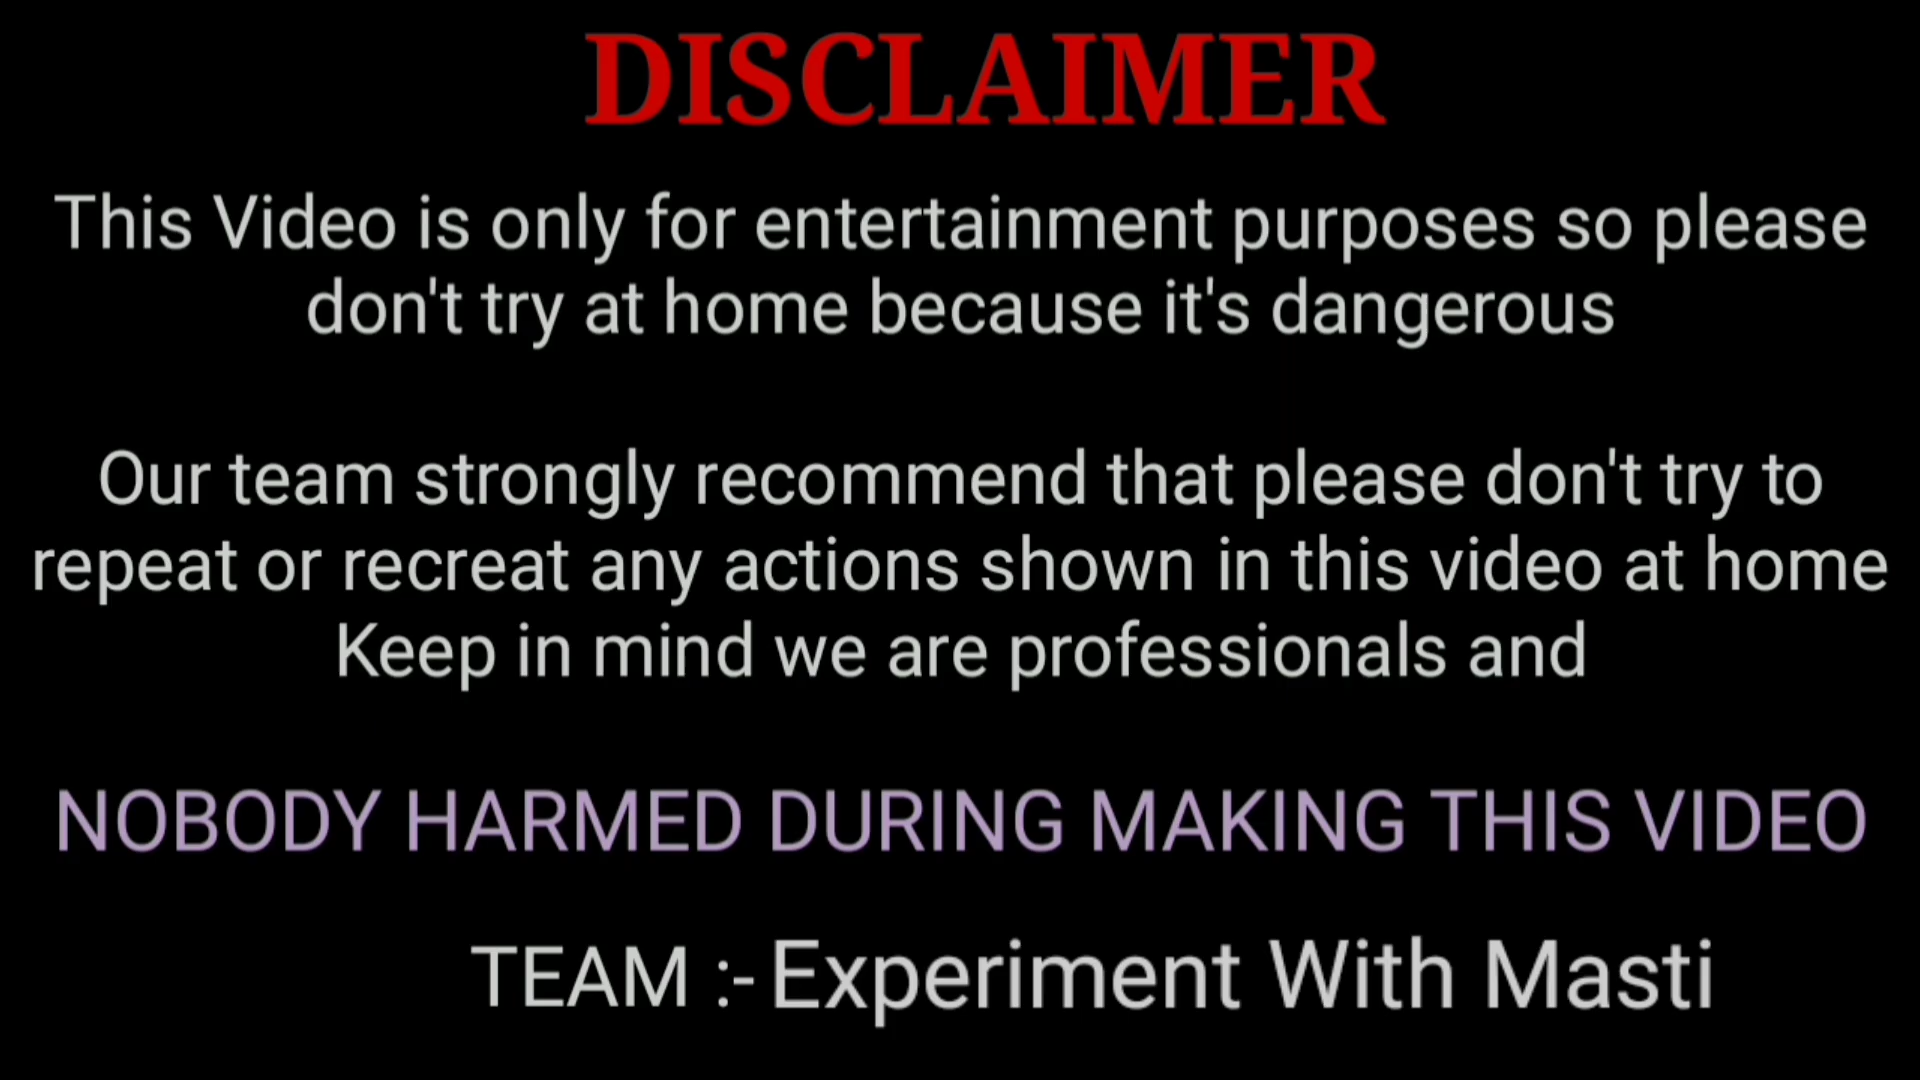 DISCLAIMER
This Video is only for entertainment purposes so please
don't try at home because it's dangerous
Our team strongly recommend that please don't try to
repeat or recreat any actions shown in this video at home
Keep in mind we are professionals and
NOBODY HARMED DURING MAKING THIS VIDEO
TEAM :- Experiment With Masti